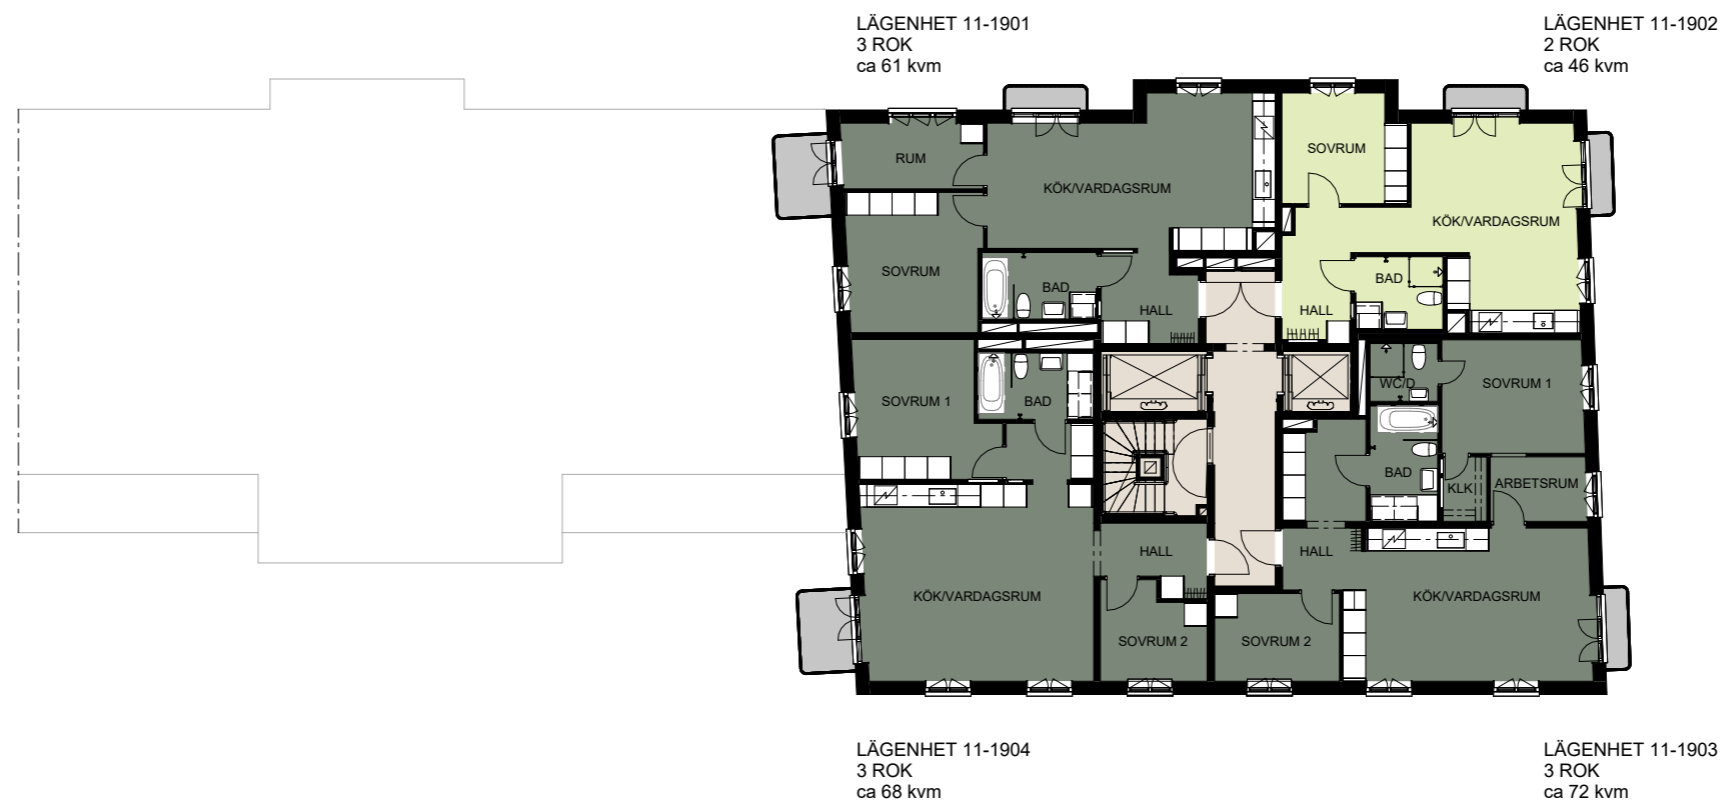 LÄGENHET 11-1901
3 ROK
ca 61 kvm
LÄGENHET 11-1902
2 ROK
ca 46 kvm
RUM
KÖK/VARDAGSRUM
SOVRUM
KÖK/VARDAGSRUM
SOVRUM
BAD
HALL
BAD
HALL
SOVRUM 1
BAD
WC/D
SOVRUM 1
BAD
KLK
ARBETSRUM
HALL
HALL
KÖK/VARDAGSRUM
KÖK/VARDAGSRUM
SOVRUM 2
SOVRUM 2
LÄGENHET 11-1904
3 ROK
ca 68 kvm
LÄGENHET 11-1903
3 ROK
ca 72 kvm